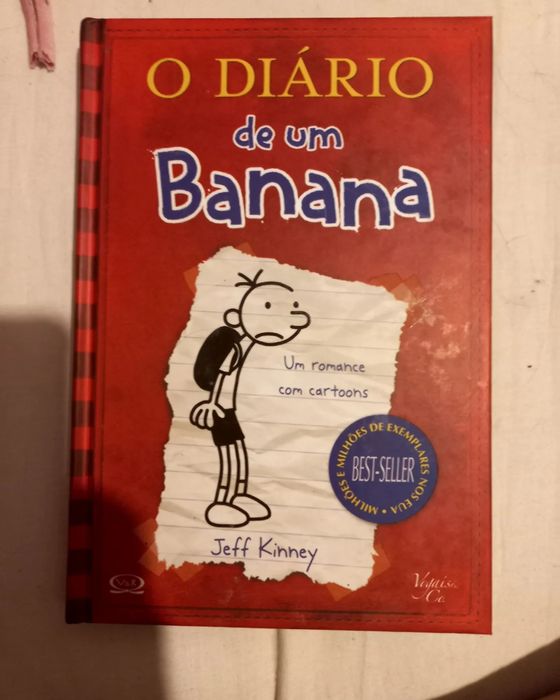 O DIÁRIO
de um
Banana
Um romance
com cartoons
MILHÕES E MILHÕES DE EXEMPLARES NOS EUA •
BEST-SELLER
Jeff Kinney
V&R
Co.